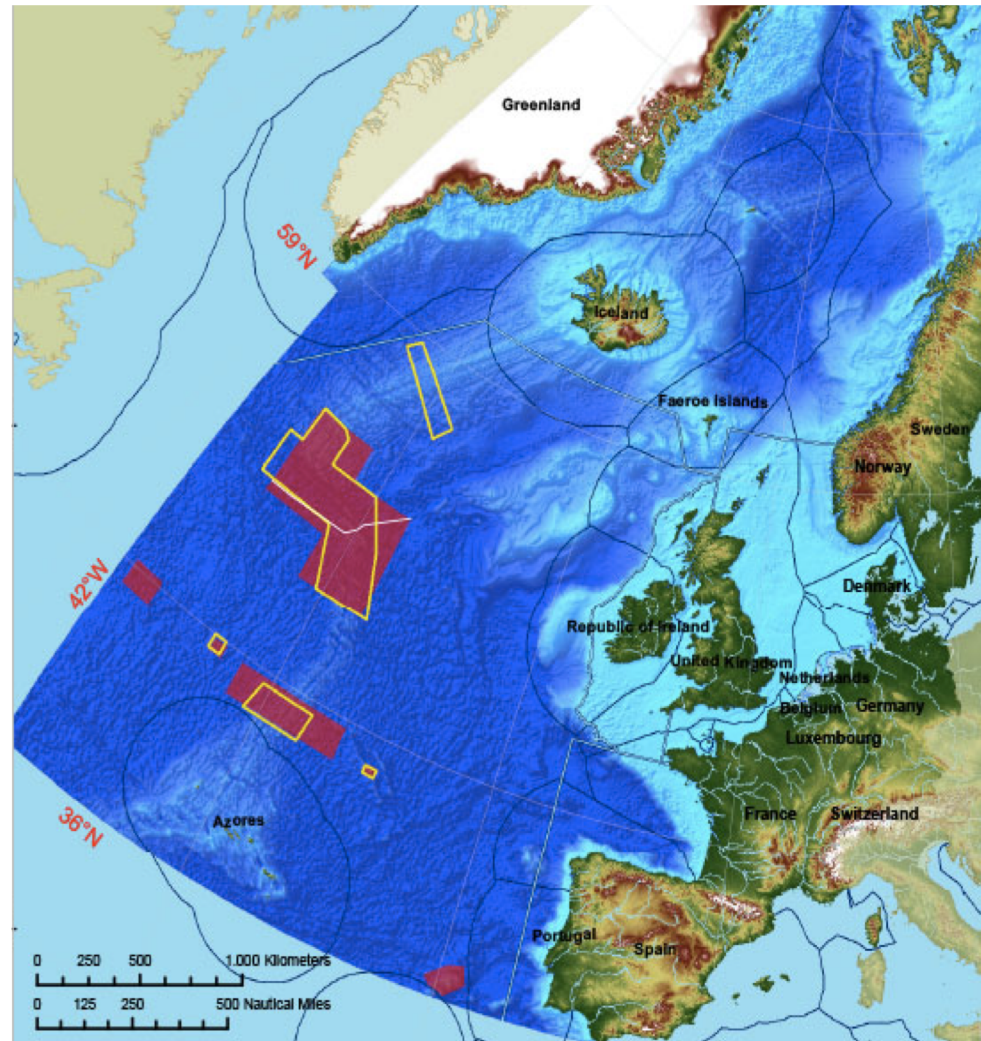 Greenland
59°N
Iceland
Faeroe Islands
Sweden
Norway
42°W
Denmark
Republic of Ireland
United Kingdom
Netherlands
Belgium
Germany
Luxembourg
France
Switzerland
36°N
Azores
Portugal
Spain
0 250 500 1.000 Kilometers
0 125 250 500 Nautical Miles